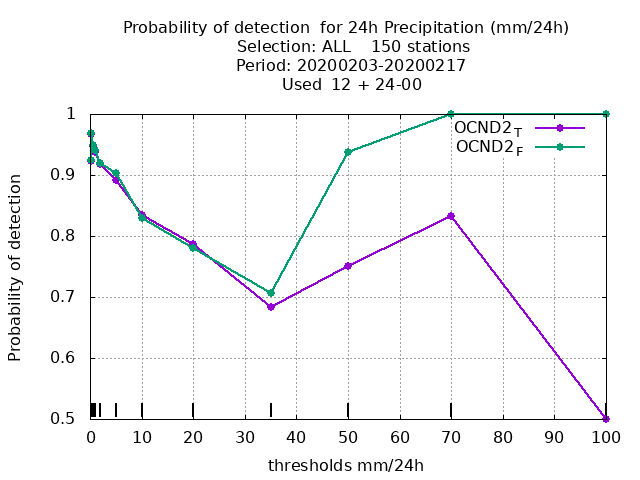 Probability of detection  for 24h Precipitation (mm/24h)
Selection: ALL    150 stations
Period: 20200203-20200217
Used  12 + 24-00
OCND2T
OCND2F
1
0.9
0.8
0.7
0.6
0.5
Probability of detection
0 10 20 30 40 50 60 70 80 90 100
thresholds mm/24h